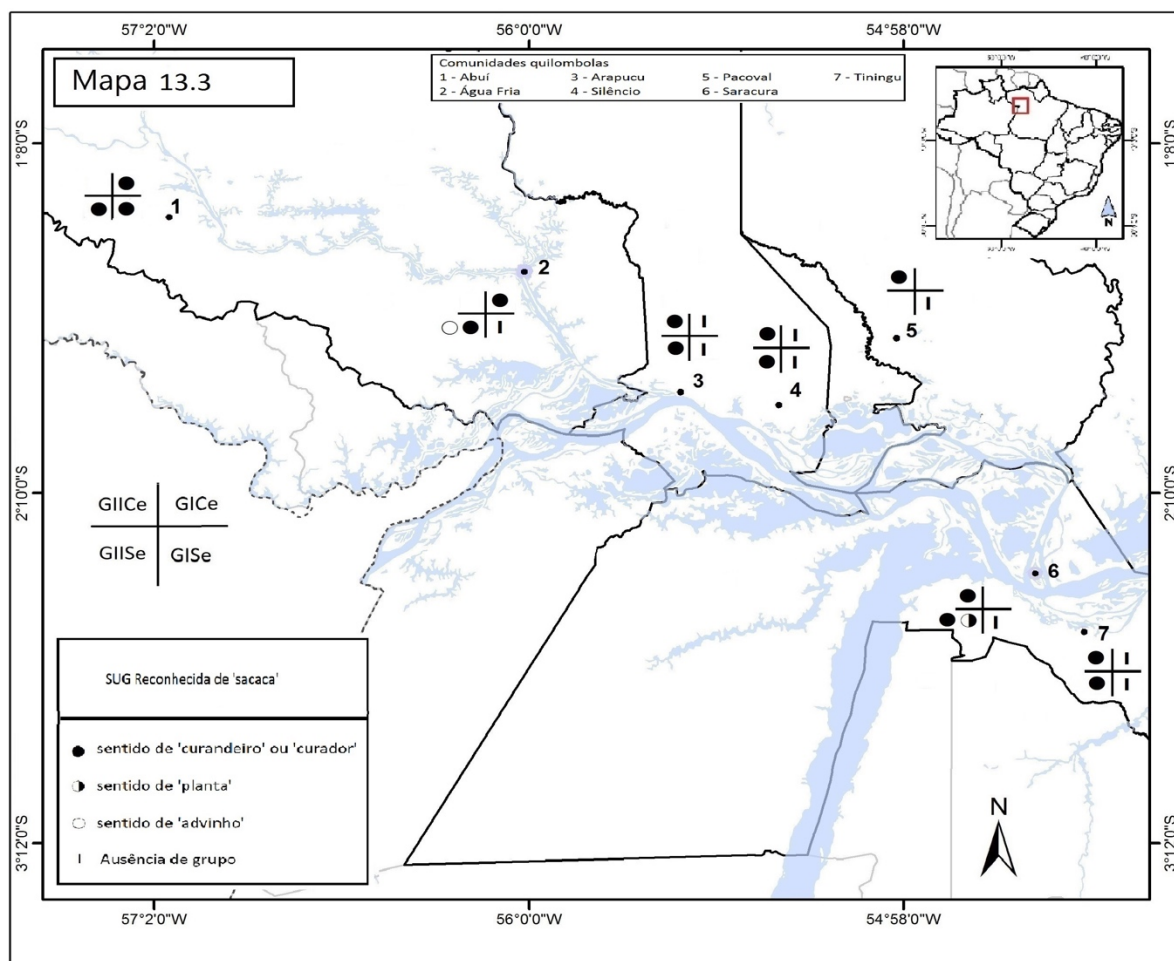 57°2'0"W 56°0'0"W 54°58'0"W
Mapa 13.3
Comunidades quilombolas
1 - Abuí 3 - Arapucu 5 - Pacoval 7 - Tiningu
2 - Água Fria 4 - Silêncio 6 - Saracura
1°8'0"S 1°8'0"S
N
1
2
3
4
5
2°10'0"S 2°10'0"S
GIICe GICe
GIISe GISe
6
7
SUG Reconhecida de 'sacaca'
sentido de 'curandeiro' ou 'curador'
sentido de 'planta'
sentido de 'advinho'
I Ausência de grupo
N
3°12'0"S 3°12'0"S
57°2'0"W 56°0'0"W 54°58'0"W